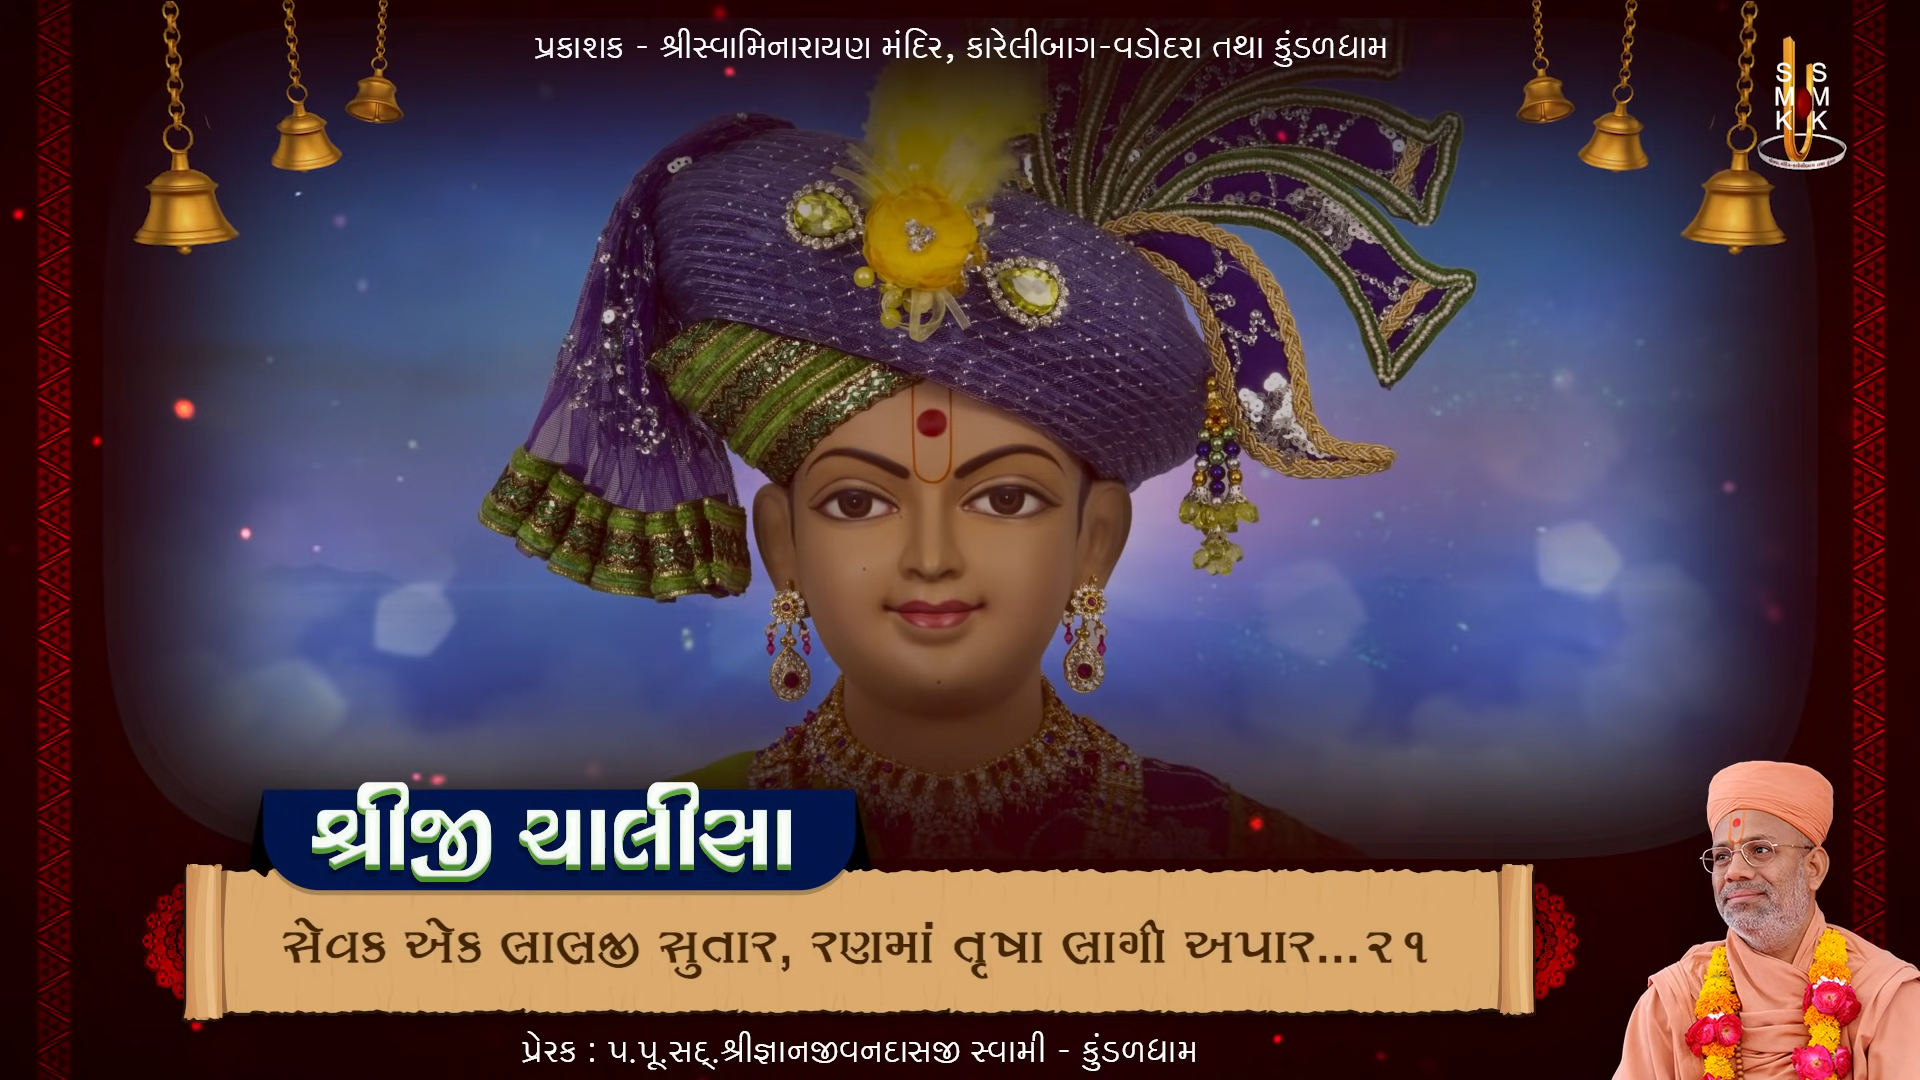 પ્રકાશક - શ્રીસ્વામિનારાયણ મંદિર, કારેલીબાગ-વડોદરા તથા કુંડળધામ
S S
M M
K K
શ્રીજી ચાલીસા
સેવક એક લાલજી સુતાર, રણમાં તૃષા લાગી અપાર...૨૧
પ્રેરક : પ.પૂ.સદ્.શ્રીજ્ઞાનજીવનદાસજી સ્વામી - કુંડળધામ